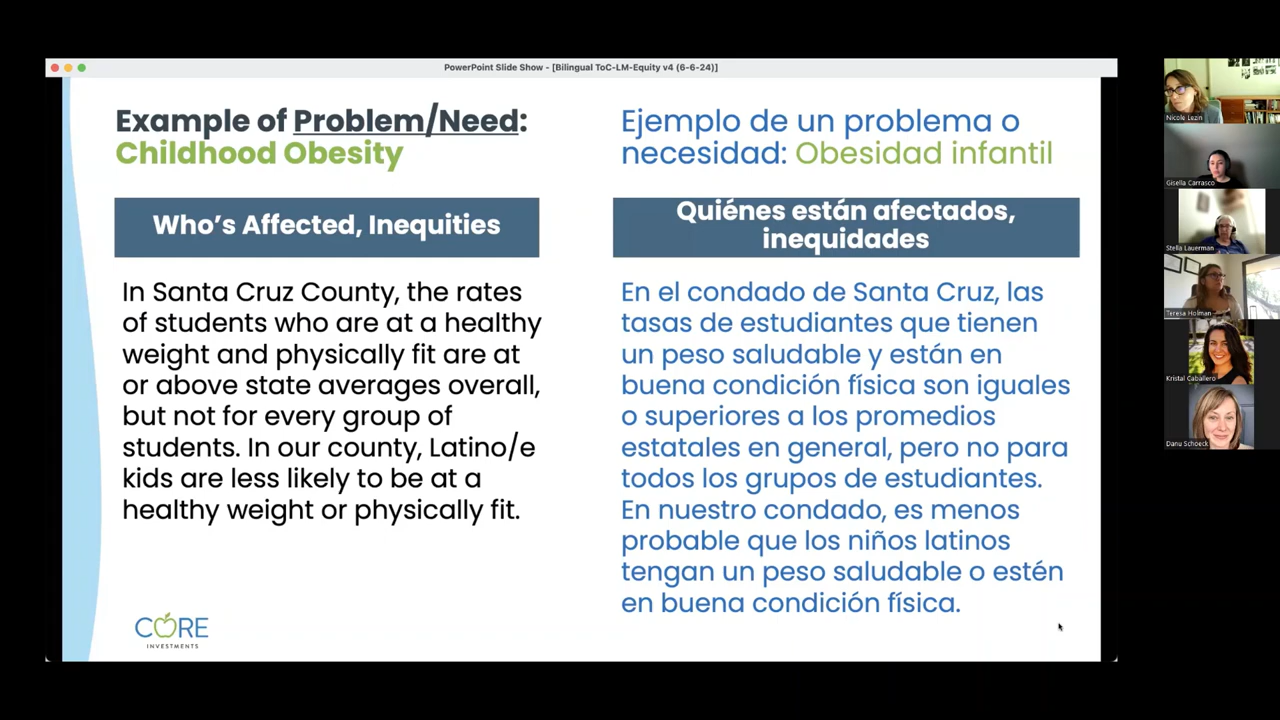 PowerPoint Slide Show - [Bilingual ToC-LM-Equity v4 (6-6-24)]
Example of Problem/Need:
Childhood Obesity
Who's Affected, Inequities
In Santa Cruz County, the rates
of students who are at a healthy
weight and physically fit are at
or above state averages overall,
but not for every group of
students. In our county, Latino/e
kids are less likely to be at a
healthy weight or physically fit.
CORE
INVESTMENTS
Ejemplo de un problema o
necesidad: Obesidad infantil
Quiénes están afectados,
inequidades
En el condado de Santa Cruz, las
tasas de estudiantes que tienen
un peso saludable y están en
buena condición física son iguales
o superiores a los promedios
estatales en general, pero no para
todos los grupos de estudiantes.
En nuestro condado, es menos
probable que los niños latinos
tengan un peso saludable o estén
en buena condición física.
Nicole Lezin
Gisella Carrasco
Stella Lauerman
Teresa Holman
Kristal Caballero
Danu Schoeck